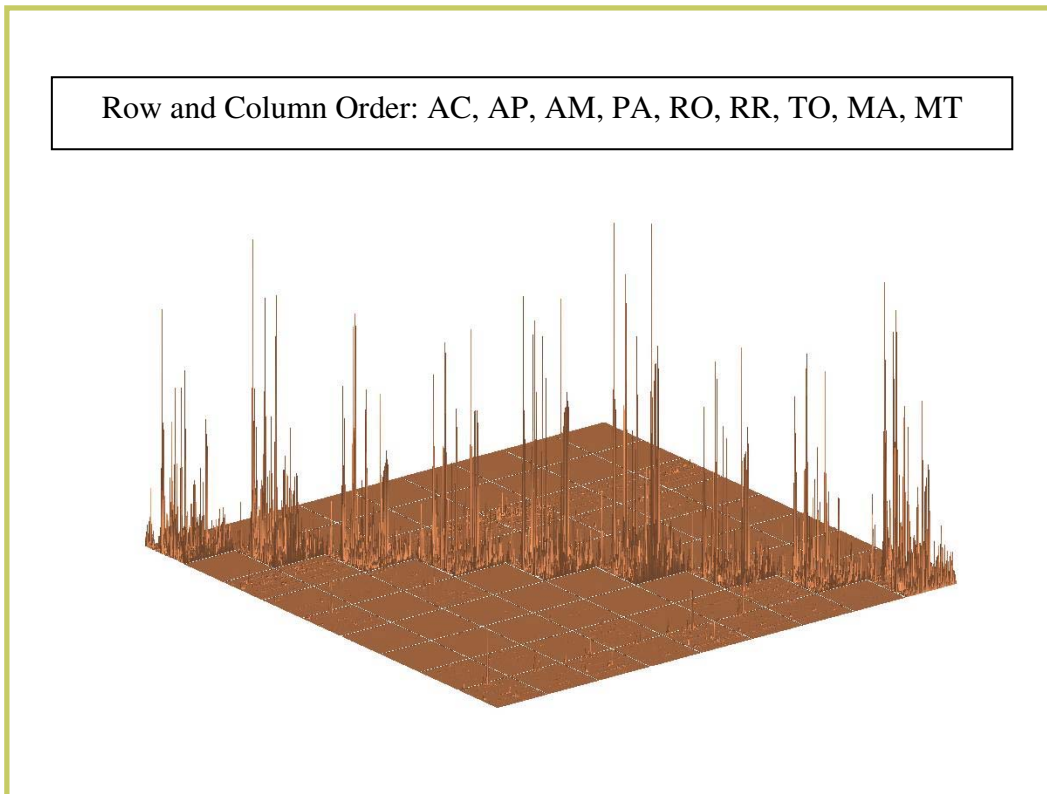 Row and Column Order: AC, AP, AM, PA, RO, RR, TO, MA, MT